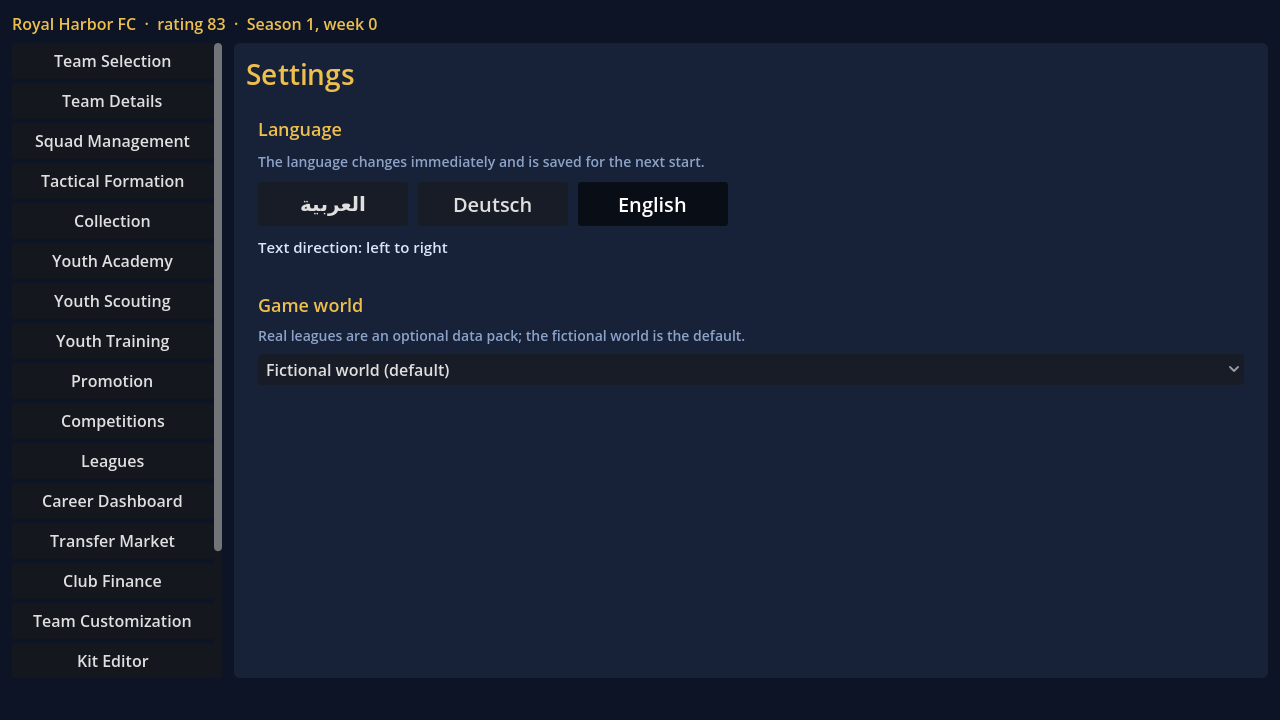 Royal Harbor FC · rating 83 · Season 1, week 0
Team Selection
Team Details
Squad Management
Tactical Formation
Collection
Youth Academy
Youth Scouting
Youth Training
Promotion
Competitions
Leagues
Career Dashboard
Transfer Market
Club Finance
Team Customization
Kit Editor
Settings
Language
The language changes immediately and is saved for the next start.
العربية
Deutsch
English
Text direction: left to right
Game world
Real leagues are an optional data pack; the fictional world is the default.
Fictional world (default)